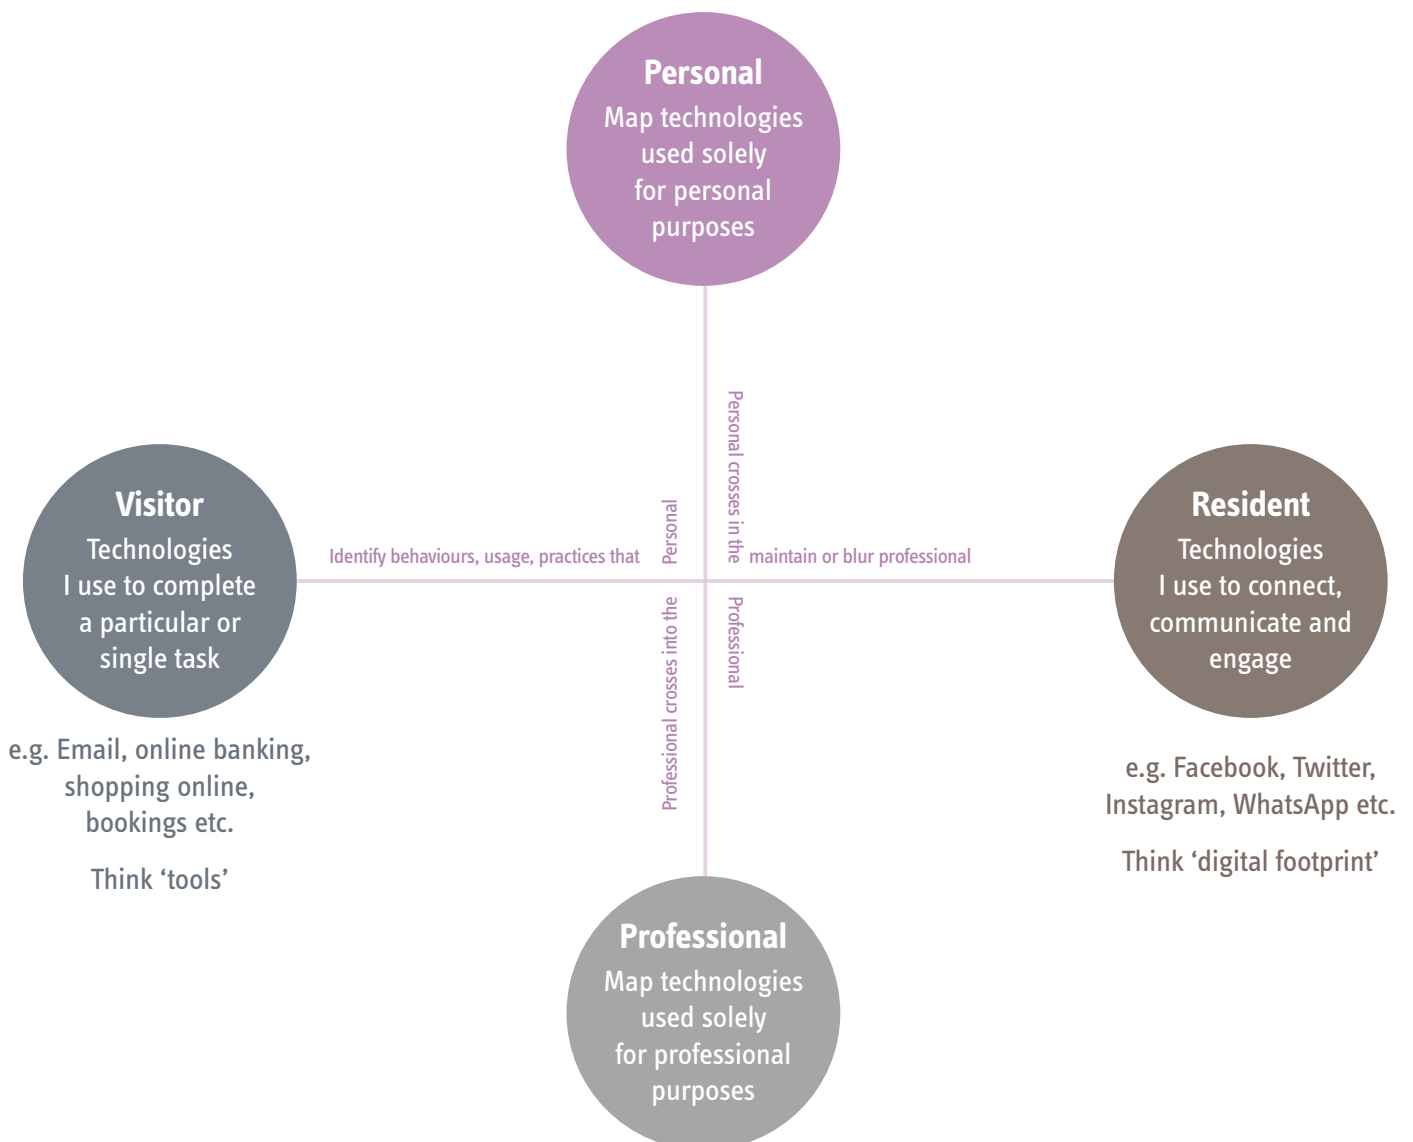 Personal
Map technologies
used solely
for personal
purposes
Personal crosses in the
Personal
Visitor
Technologies
I use to complete
a particular or
single task
Identify behaviours, usage, practices that
maintain or blur professional
Resident
Technologies
I use to connect,
communicate and
engage
Professional crosses into the
Professional
e.g. Email, online banking,
shopping online,
bookings etc.
Think ‘tools’
e.g. Facebook, Twitter,
Instagram, WhatsApp etc.
Think ‘digital footprint’
Professional
Map technologies
used solely
for professional
purposes